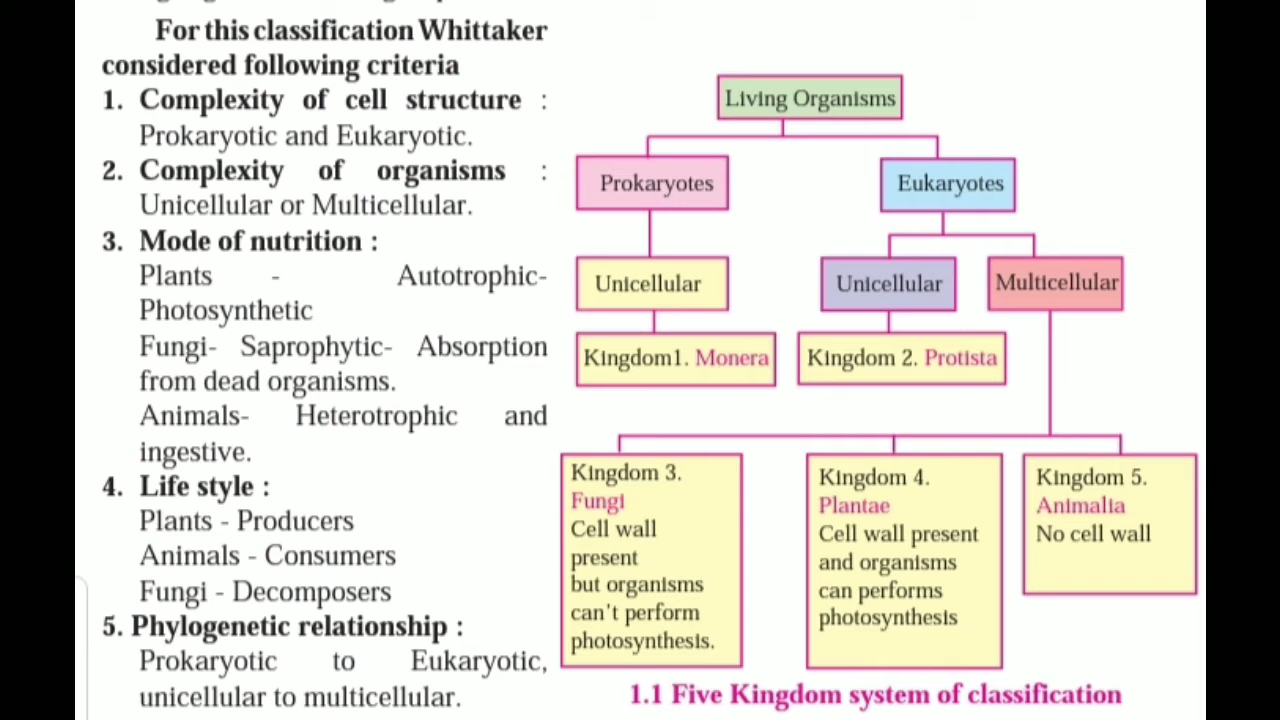 For this classification Whittaker
considered following criteria
1. Complexity of cell structure :
Prokaryotic and Eukaryotic.
2. Complexity of organisms :
Unicellular or Multicellular.
3. Mode of nutrition :
Plants - Autotrophic-
Photosynthetic
Fungi- Saprophytic- Absorption
from dead organisms.
Animals- Heterotrophic and
ingestive.
4. Life style :
Plants - Producers
Animals - Consumers
Fungi - Decomposers
5. Phylogenetic relationship :
Prokaryotic to Eukaryotic,
unicellular to multicellular.
Living Organisms
Prokaryotes
Eukaryotes
Unicellular
Unicellular
Multicellular
Kingdom1. Monera
Kingdom 2. Protista
Kingdom 3.
Fungi
Cell wall
present
but organisms
can't perform
photosynthesis.
Kingdom 4.
Plantae
Cell wall present
and organisms
can performs
photosynthesis
Kingdom 5.
Animalia
No cell wall
1.1 Five Kingdom system of classification